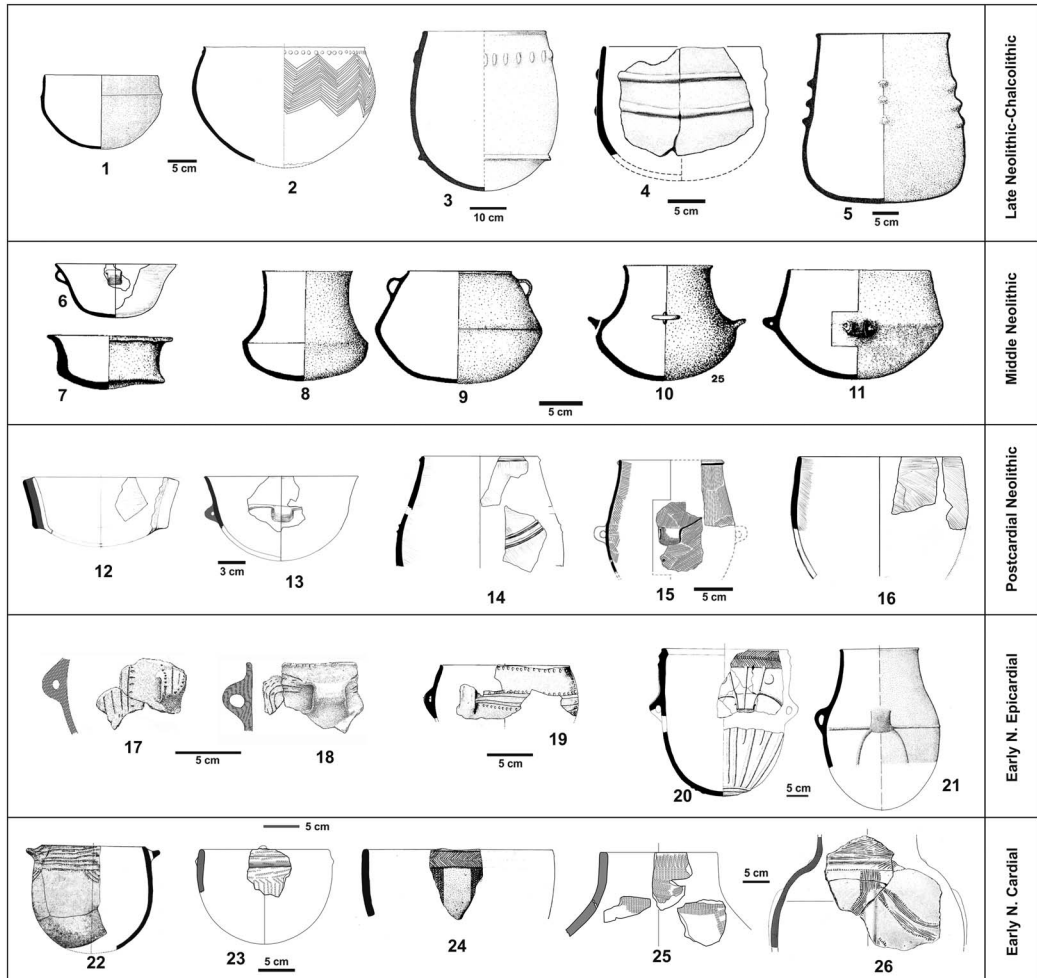 1
5 cm
2
3
10 cm
4
5 cm
5
5 cm
Late Neolithic-Chalcolithic
6
7
8
9
5 cm
10
25
11
Middle Neolithic
12
3 cm
13
14
15
5 cm
16
Postcardial Neolithic
17
5 cm
18
19
5 cm
20
5 cm
21
Early N. Epicardial
5 cm
22
23
5 cm
24
25
5 cm
26
Early N. Cardial